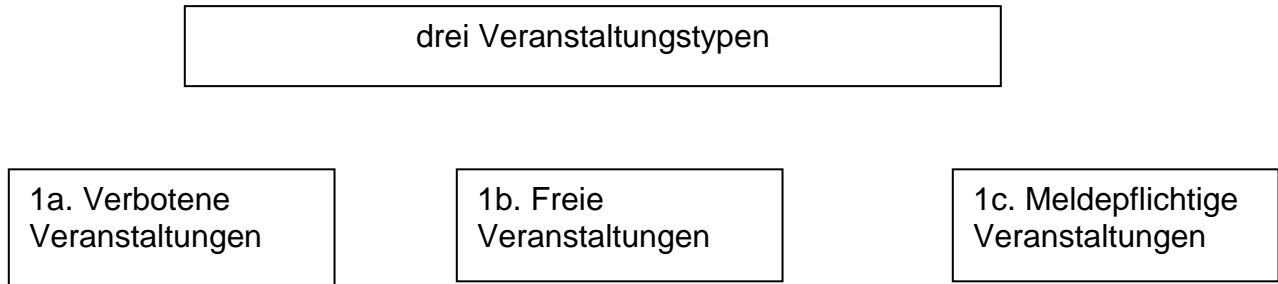 drei Veranstaltungstypen
1a. Verbotene
Veranstaltungen
1b. Freie
Veranstaltungen
1c. Meldepflichtige
Veranstaltungen